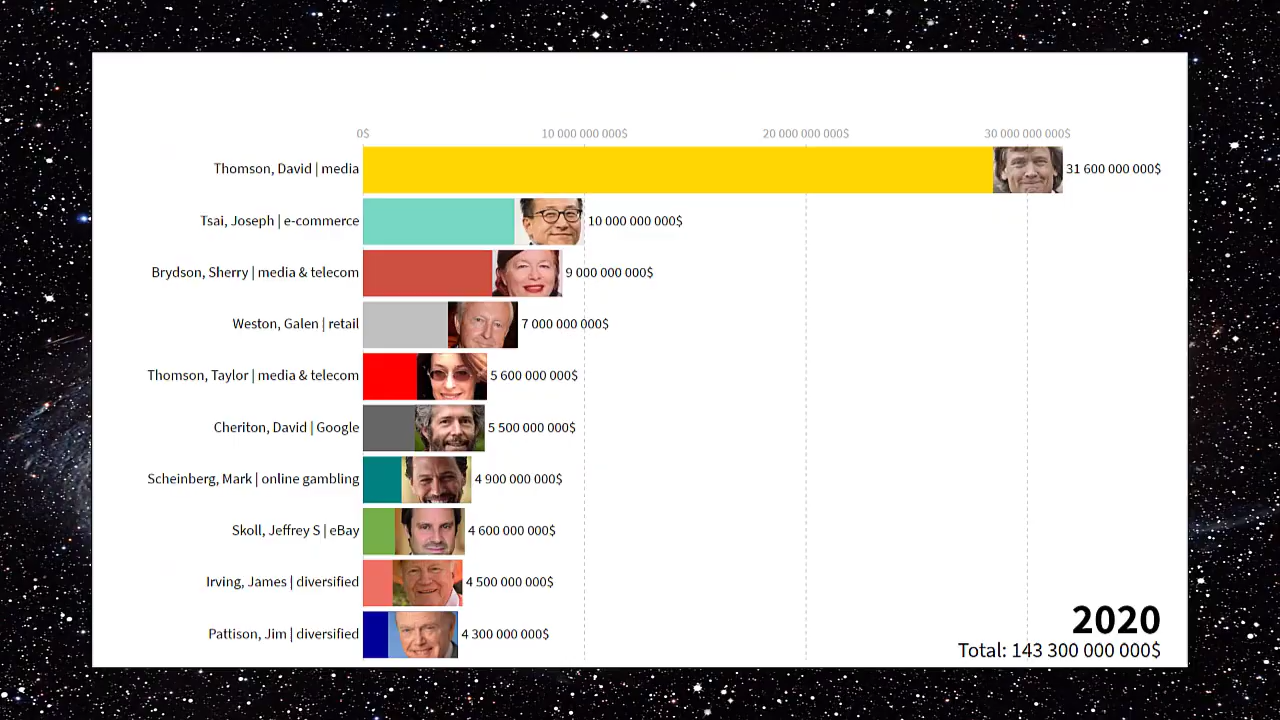 0$ 10 000 000 000$ 20 000 000 000$ 30 000 000 000$
Thomson, David | media 31 600 000 000$
Tsai, Joseph | e-commerce 10 000 000 000$
Brydson, Sherry | media & telecom 9 000 000 000$
Weston, Galen | retail 7 000 000 000$
Thomson, Taylor | media & telecom 5 600 000 000$
Cheriton, David | Google 5 500 000 000$
Scheinberg, Mark | online gambling 4 900 000 000$
Skoll, Jeffrey S | eBay 4 600 000 000$
Irving, James | diversified 4 500 000 000$
Pattison, Jim | diversified 4 300 000 000$
2020
Total: 143 300 000 000$